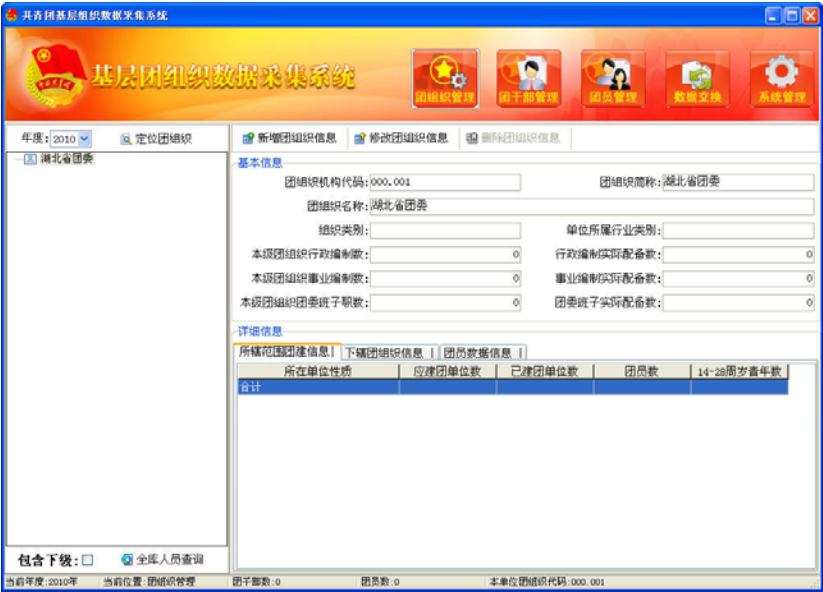 共青团基层组织数据采集系统
基层团组织数据采集系统
团组织管理 团干部管理 团员管理 数据交换 系统管理
年度: 2010 定位团组织 新增团组织信息 修改团组织信息 删除团组织信息
湖北省团委
基本信息
团组织机构代码: 000.001 团组织简称: 湖北省团委
团组织名称: 湖北省团委
组织类别: 单位所属行业类别:
本级团组织行政编制数: 0 行政编制实际配备数: 0
本级团组织事业编制数: 0 事业编制实际配备数: 0
本级团组织团委班子职数: 0 团委班子实际配备数: 0
详细信息
所辖范围团建信息| 下辖团组织信息 | 团员数据信息 |
所在单位性质 应建团单位数 已建团单位数 团员数 14-28周岁青年数
合计
包含下级: 全库人员查询
当前年度:2010年 当前位置:团组织管理 团干部数:0 团员数:0 本单位团组织代码:000.001